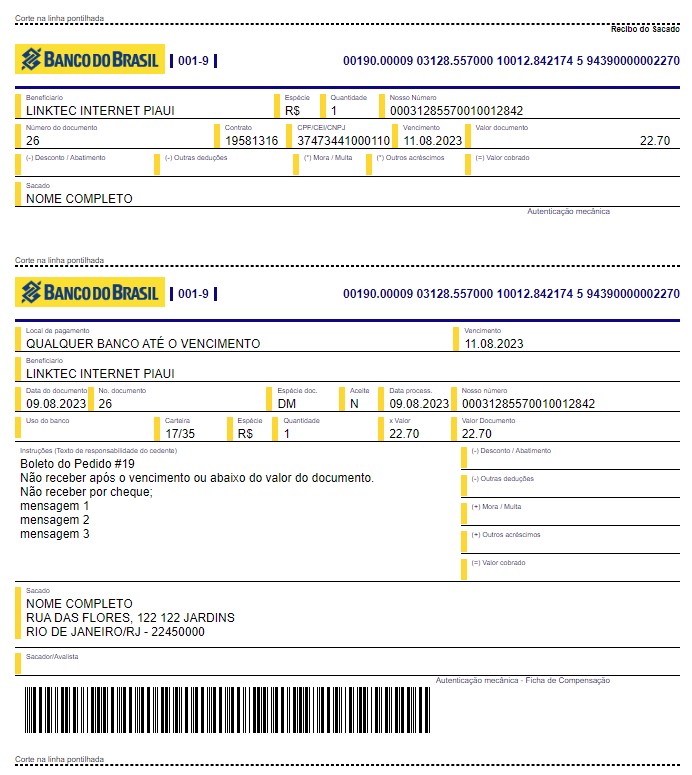 Corte na linha pontilhada
Recibo do Sacado
BANCO DO BRASIL | 001-9 | 00190.00009 03128.557000 10012.842174 5 94390000002270
Beneficiario Espécie Quantidade Nosso Número
LINKTEC INTERNET PIAUI R$ 1 00031285570010012842
Número do documento Contrato CPF/CEI/CNPJ Vencimento Valor documento
26 19581316 37473441000110 11.08.2023 22.70
(-) Desconto / Abatimento (-) Outras deduções (*) Mora / Multa (*) Outros acréscimos (=) Valor cobrado
Sacado
NOME COMPLETO
Autenticação mecânica
Corte na linha pontilhada
BANCO DO BRASIL | 001-9 | 00190.00009 03128.557000 10012.842174 5 94390000002270
Local de pagamento Vencimento
QUALQUER BANCO ATÉ O VENCIMENTO 11.08.2023
Beneficiario
LINKTEC INTERNET PIAUI
Data do documento No. documento Espécie doc. Aceite Data process. Nosso número
09.08.2023 26 DM N 09.08.2023 00031285570010012842
Uso do banco Carteira Espécie Quantidade x Valor Valor Documento
17/35 R$ 1 22.70 22.70
Instruções (Texto de responsabilidade do cedente) (-) Desconto / Abatimento
Boleto do Pedido #19
Não receber após o vencimento ou abaixo do valor do documento.
(-) Outras deduções
Não receber por cheque;
mensagem 1
(+) Mora / Multa
mensagem 2
mensagem 3
(+) Outros acréscimos
(=) Valor cobrado
Sacado
NOME COMPLETO
RUA DAS FLORES, 122 122 JARDINS
RIO DE JANEIRO/RJ - 22450000
Sacador/Avalista
Autenticação mecânica - Ficha de Compensação
Corte na linha pontilhada